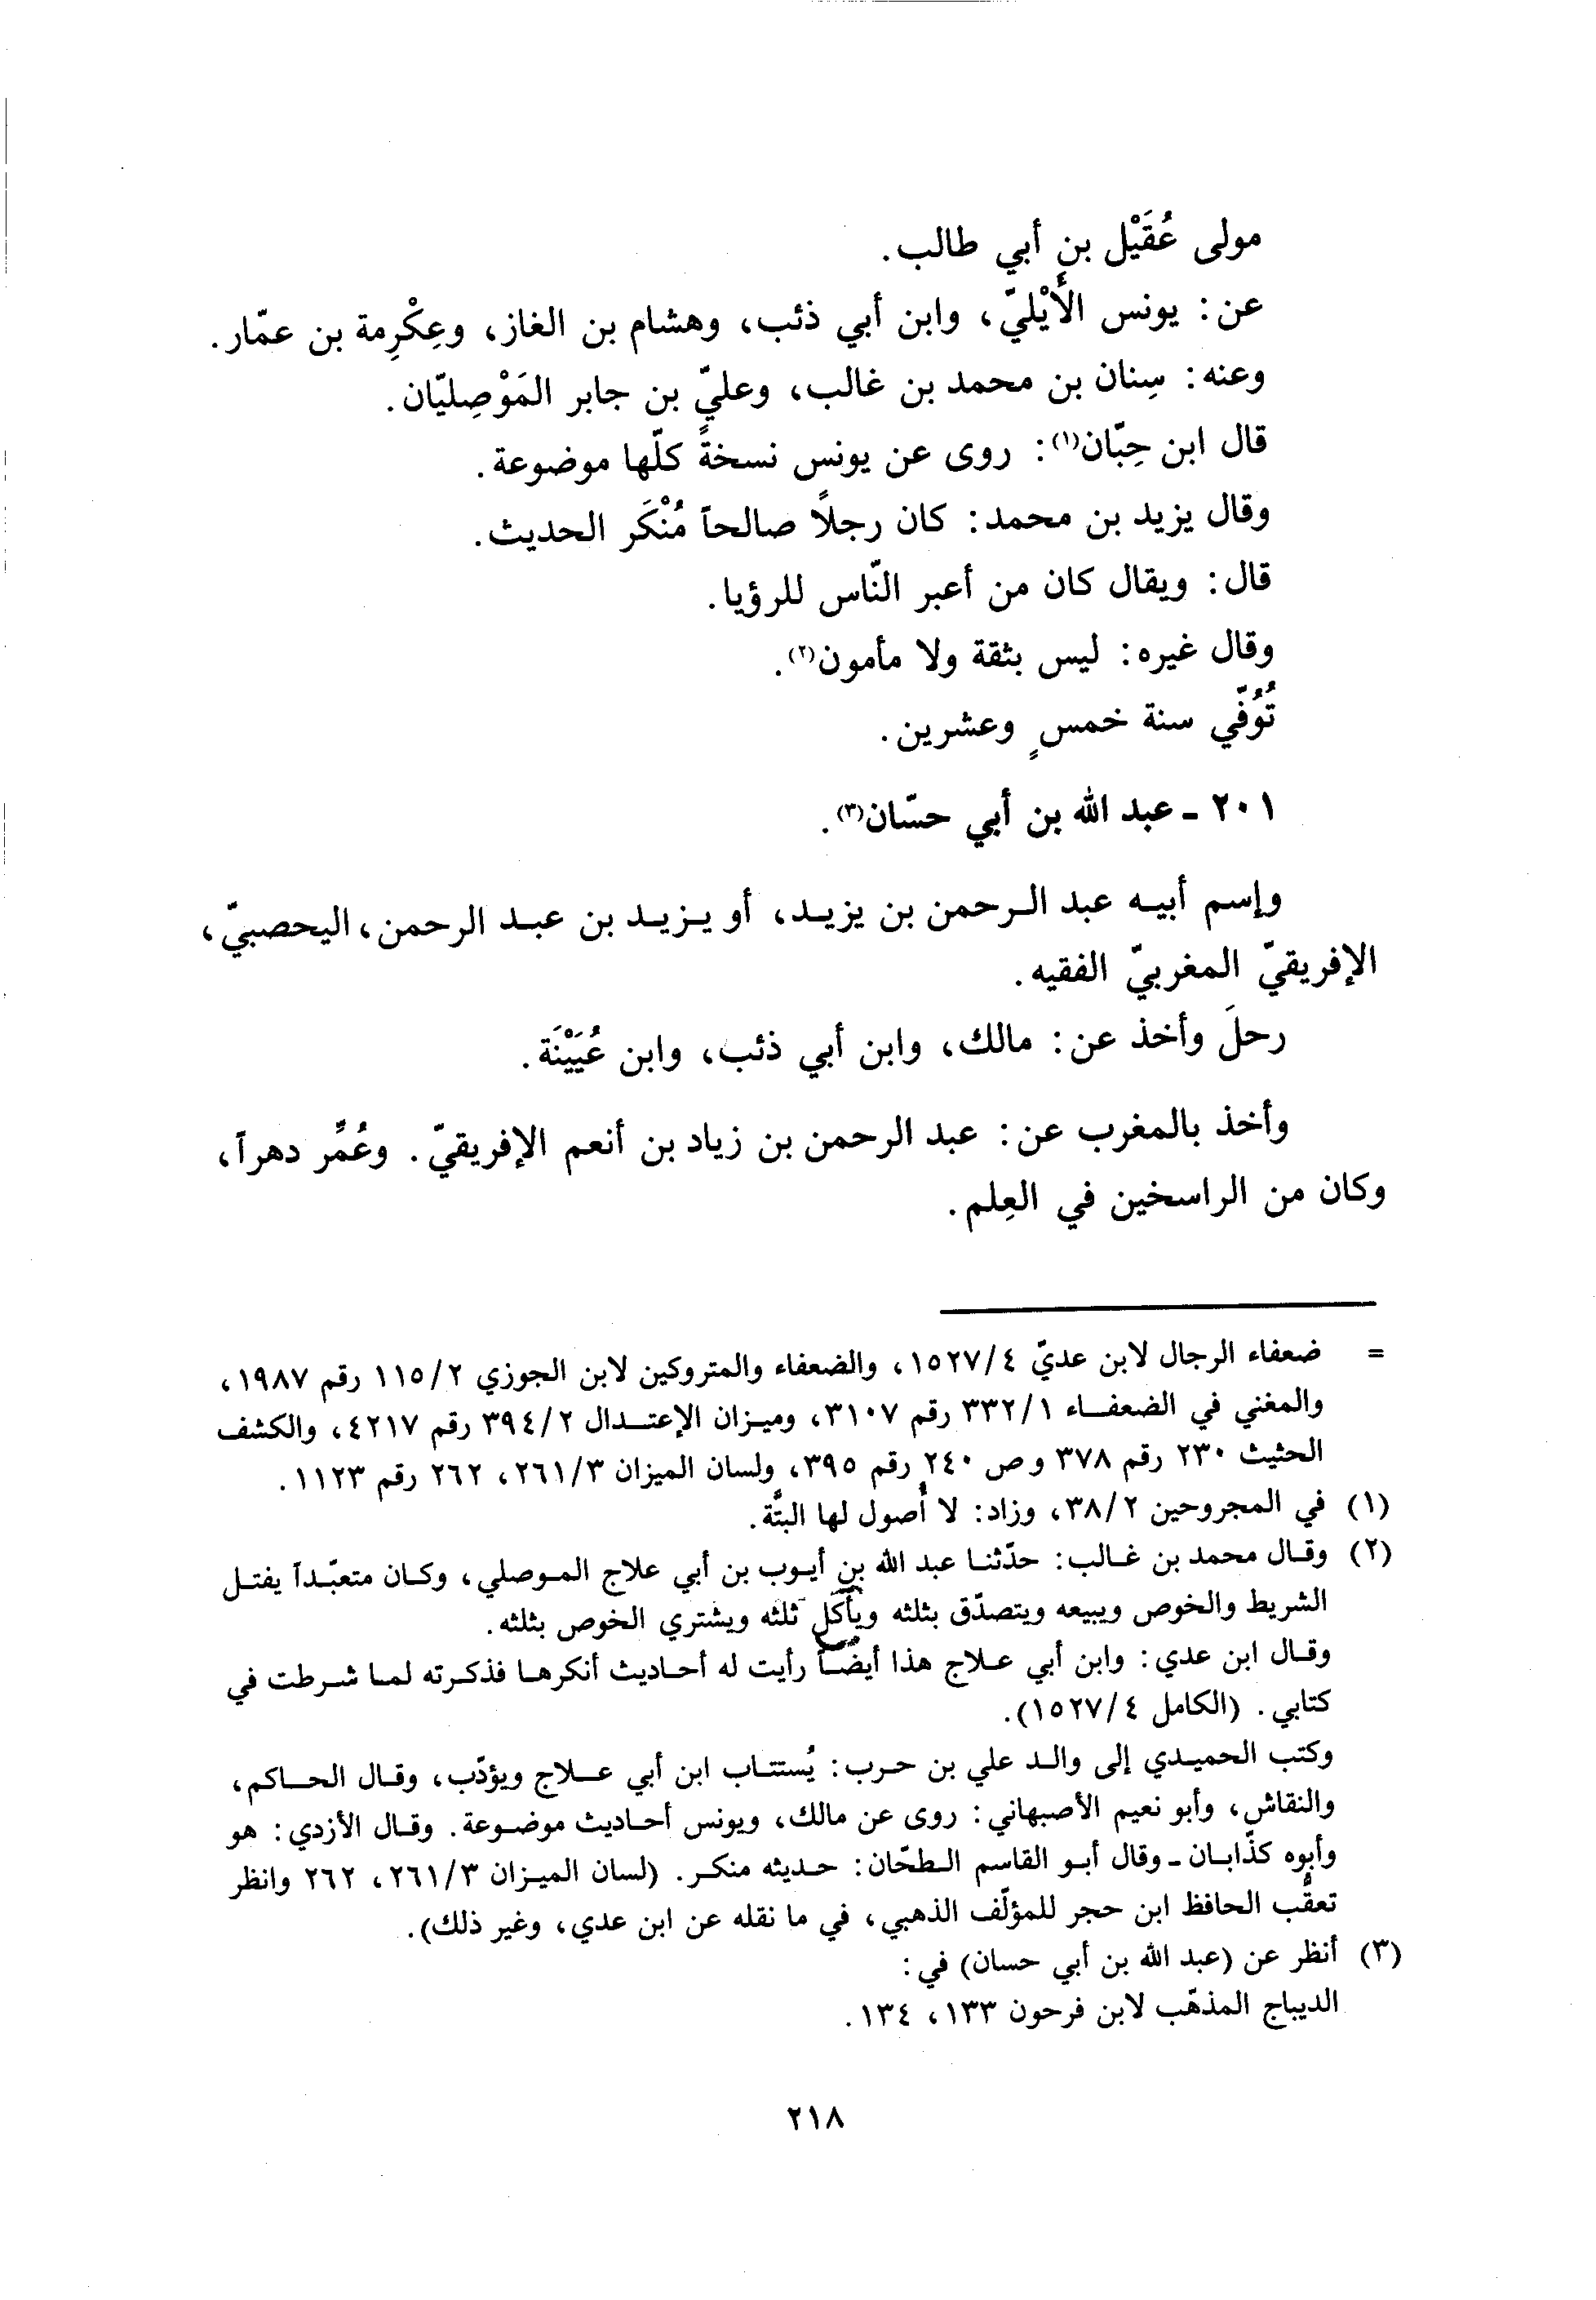 مولى عُقَيْل بن أبي طالب.
عن: يونس الأَيْليّ، وابن أبي ذئب، وهشام بن الغاز، وعِكْرِمة بن عمّار.
وعنه: سِنان بن محمد بن غالب، وعليّ بن جابر المَوْصِليّان.
قال ابن حِبّان(١): روى عن يونس نسخةً كلّها موضوعة.
وقال يزيد بن محمد: كان رجلًا صالحاً مُنْكَر الحديث.
قال: ويقال كان من أعبر النّاس للرؤيا.
وقال غيره: ليس بثقة ولا مأمون(٢).
تُوُفّي سنة خمسٍ وعشرين.
٢٠١ - عبد الله بن أبي حسّان(٣).
وإسم أبيه عبد الرحمن بن يزيد، أو يزيد بن عبد الرحمن، اليحصبيّ،
الإفريقيّ المغربيّ الفقيه.
رحلَ وأخذ عن: مالك، وابن أبي ذئب، وابن عُيَيْنَة.
وأخذ بالمغرب عن: عبد الرحمن بن زياد بن أنعم الإفريقيّ. وعُمِّر دهراً،
وكان من الراسخين في العِلم.
= ضعفاء الرجال لابن عديّ ٤/١٥٢٧، والضعفاء والمتروكين لابن الجوزي ٢/١١٥ رقم ١٩٨٧،
والمغني في الضعفاء ١/٣٣٢ رقم ٣١٠٧، وميزان الإعتدال ٢/٣٩٤ رقم ٤٢١٧، والكشف
الحثيث ٢٣٠ رقم ٣٧٨ وص ٢٤٠ رقم ٣٩٥، ولسان الميزان ٣/٢٦١، ٢٦٢ رقم ١١٢٣.
(١) في المجروحين ٢/٣٨، وزاد: لا أُصول لها البتَّة.
(٢) وقال محمد بن غالب: حدّثنا عبد الله بن أيوب بن أبي علاج الموصلي، وكان متعبّداً يفتل
الشريط والخوص ويبيعه ويتصدّق بثلثه ويأكل ثلثه ويشتري الخوص بثلثه.
وقال ابن عدي: وابن أبي علاج هذا أيضاً رأيت له أحاديث أنكرها فذكرته لما شرطت في
كتابي. (الكامل ٤/١٥٢٧).
وكتب الحميدي إلى والد علي بن حرب: يُستتاب ابن أبي علاج ويؤدّب، وقال الحاكم،
والنقاش، وأبو نعيم الأصبهاني: روى عن مالك، ويونس أحاديث موضوعة. وقال الأزدي: هو
وأبوه كذّابان - وقال أبو القاسم الطحّان: حديثه منكر. (لسان الميزان ٣/٢٦١، ٢٦٢ وانظر
تعقُّب الحافظ ابن حجر للمؤلّف الذهبي، في ما نقله عن ابن عدي، وغير ذلك).
(٣) أنظر عن (عبد الله بن أبي حسان) في:
الديباج المذهّب لابن فرحون ١٣٣، ١٣٤.
٢١٨